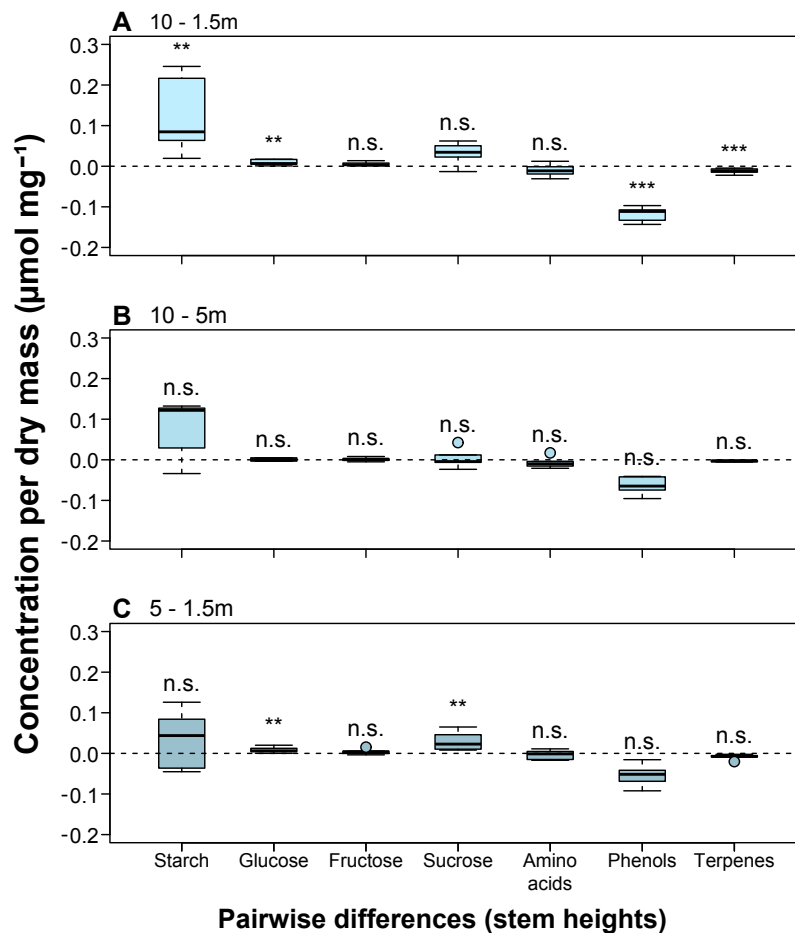 A 10 - 1.5m
0.3
0.2
0.1
0.0
-0.1
-0.2
**
**
n.s.
n.s.
n.s.
***
***
B 10 - 5m
0.3
0.2
0.1
0.0
-0.1
-0.2
n.s.
n.s.
n.s.
n.s.
n.s.
n.s.
n.s.
C 5 - 1.5m
0.3
0.2
0.1
0.0
-0.1
-0.2
n.s.
**
n.s.
**
n.s.
n.s.
n.s.
Starch Glucose Fructose Sucrose Amino acids Phenols Terpenes
Pairwise differences (stem heights)
Concentration per dry mass (μmol mg⁻¹)